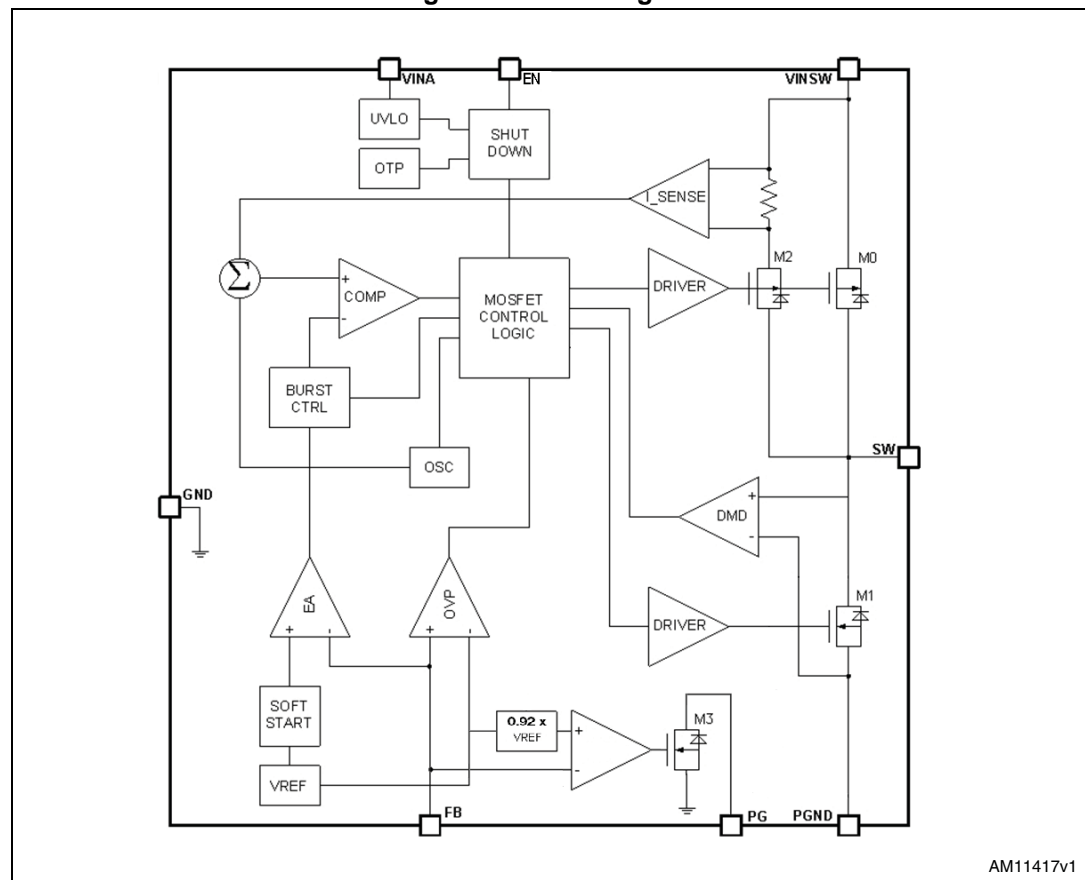 VINA
EN
VINSW
UVLO
OTP
SHUT
DOWN
I_SENSE
M2
M0
Σ
+
COMP
-
MOSFET
CONTROL
LOGIC
DRIVER
BURST
CTRL
OSC
SW
GND
+
DMD
-
EA
+
-
OVP
+
-
DRIVER
M1
SOFT
START
VREF
0.92 x
VREF
+
-
M3
FB
PG
PGND
AM11417v1